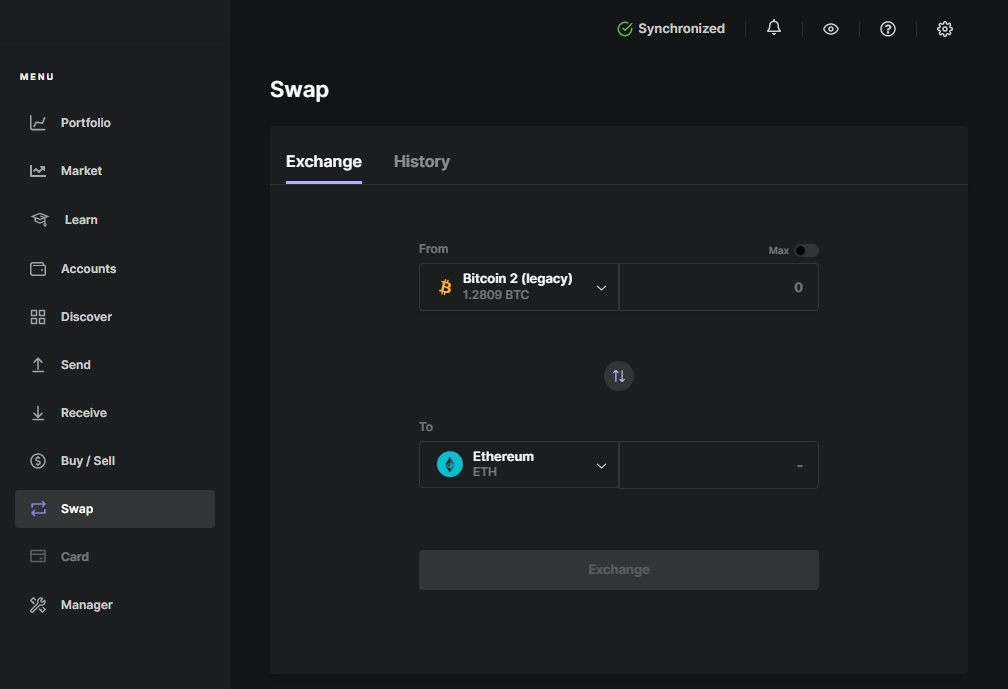 Synchronized
MENU
Portfolio
Market
Learn
Accounts
Discover
Send
Receive
Buy / Sell
Swap
Card
Manager
Swap
Exchange History
From Max
Bitcoin 2 (legacy)
1.2809 BTC
0
To
Ethereum
ETH
-
Exchange